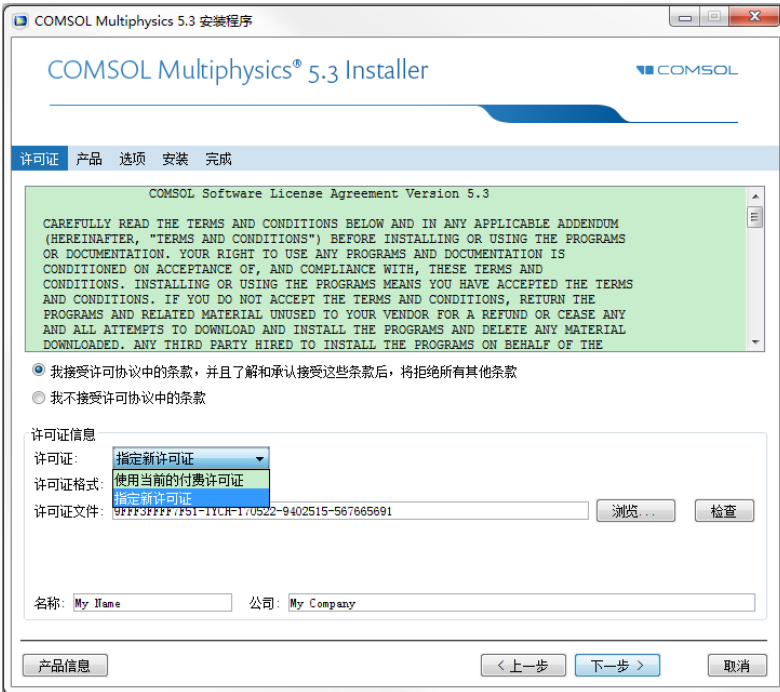 COMSOL Multiphysics 5.3 安装程序
COMSOL Multiphysics® 5.3 Installer
COMSOL
许可证 产品 选项 安装 完成
COMSOL Software License Agreement Version 5.3
CAREFULLY READ THE TERMS AND CONDITIONS BELOW AND IN ANY APPLICABLE ADDENDUM
(HEREINAFTER, "TERMS AND CONDITIONS") BEFORE INSTALLING OR USING THE PROGRAMS
OR DOCUMENTATION. YOUR RIGHT TO USE ANY PROGRAMS AND DOCUMENTATION IS
CONDITIONED ON ACCEPTANCE OF, AND COMPLIANCE WITH, THESE TERMS AND
CONDITIONS. INSTALLING OR USING THE PROGRAMS MEANS YOU HAVE ACCEPTED THE TERMS
AND CONDITIONS. IF YOU DO NOT ACCEPT THE TERMS AND CONDITIONS, RETURN THE
PROGRAMS AND RELATED MATERIAL UNUSED TO YOUR VENDOR FOR A REFUND OR CEASE ANY
AND ALL ATTEMPTS TO DOWNLOAD AND INSTALL THE PROGRAMS AND DELETE ANY MATERIAL
DOWNLOADED. ANY THIRD PARTY HIRED TO INSTALL THE PROGRAMS ON BEHALF OF THE
我接受许可协议中的条款，并且了解和承认接受这些条款后，将拒绝所有其他条款
我不接受许可协议中的条款
许可证信息
许可证: 指定新许可证
使用当前的付费许可证
许可证格式: 指定新许可证
许可证文件: 浏览... 检查
名称: My Name 公司: My Company
产品信息 < 上一步 下一步 > 取消